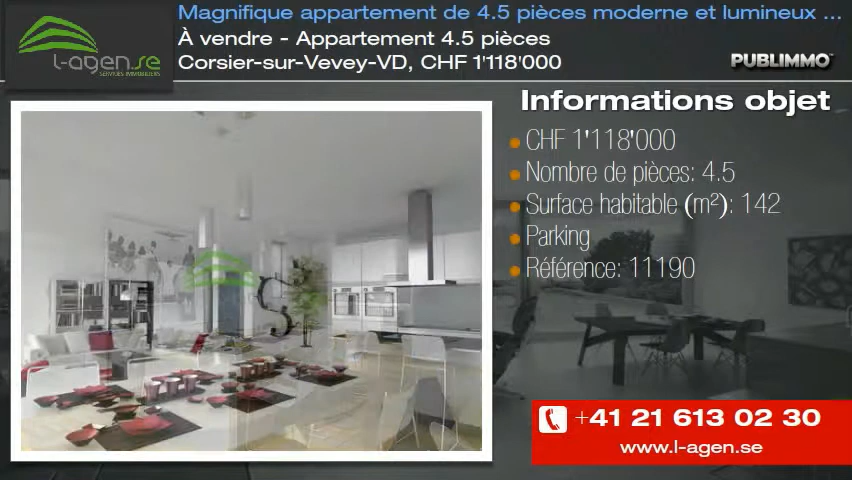 Magnifique appartement de 4.5 pièces moderne et lumineux ...
À vendre - Appartement 4.5 pièces
Corsier-sur-Vevey-VD, CHF 1'118'000
l-agen.se
SERVICES IMMOBILIERS
PUBLIMMO
Informations objet
CHF 1'118'000
Nombre de pièces: 4.5
Surface habitable (m²): 142
Parking
Référence: 11190
S
+41 21 613 02 30
www.l-agen.se